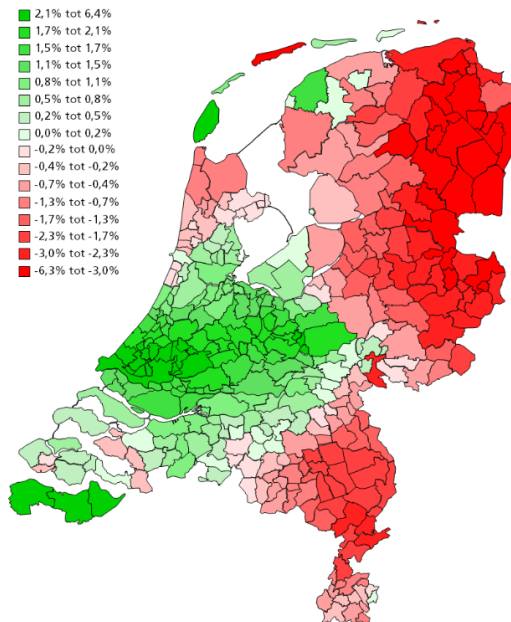 2,1% tot 6,4%
1,7% tot 2,1%
1,5% tot 1,7%
1,1% tot 1,5%
0,8% tot 1,1%
0,5% tot 0,8%
0,2% tot 0,5%
0,0% tot 0,2%
-0,2% tot 0,0%
-0,4% tot -0,2%
-0,7% tot -0,4%
-1,3% tot -0,7%
-1,7% tot -1,3%
-2,3% tot -1,7%
-3,0% tot -2,3%
-6,3% tot -3,0%